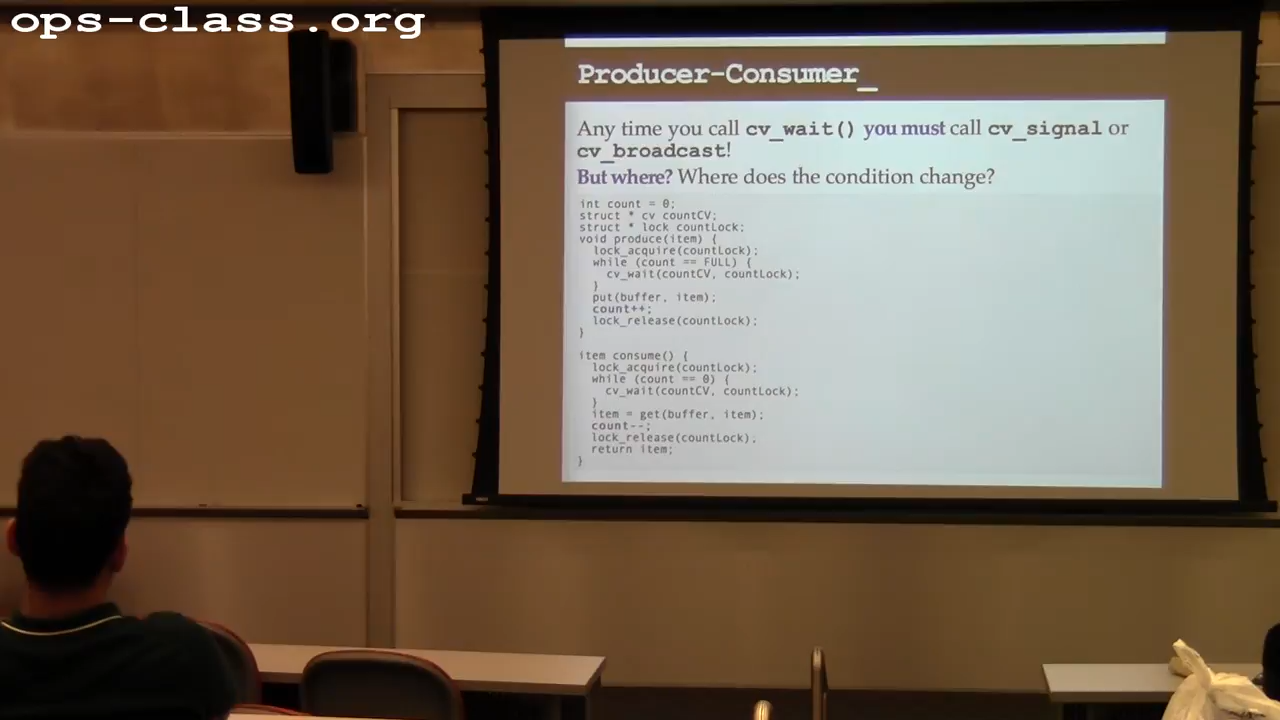 ops-class.org
Producer-Consumer_
Any time you call cv_wait() you must call cv_signal or
cv_broadcast!
But where? Where does the condition change?
int count = 0;
struct * cv countCV;
struct * lock countLock;
void produce(item) {
lock_acquire(countLock);
while (count == FULL) {
cv_wait(countCV, countLock);
}
put(buffer, item);
count++;
lock_release(countLock);
}
item consume() {
lock_acquire(countLock);
while (count == 0) {
cv_wait(countCV, countLock);
}
item = get(buffer, item);
count--;
lock_release(countLock);
return item;
}